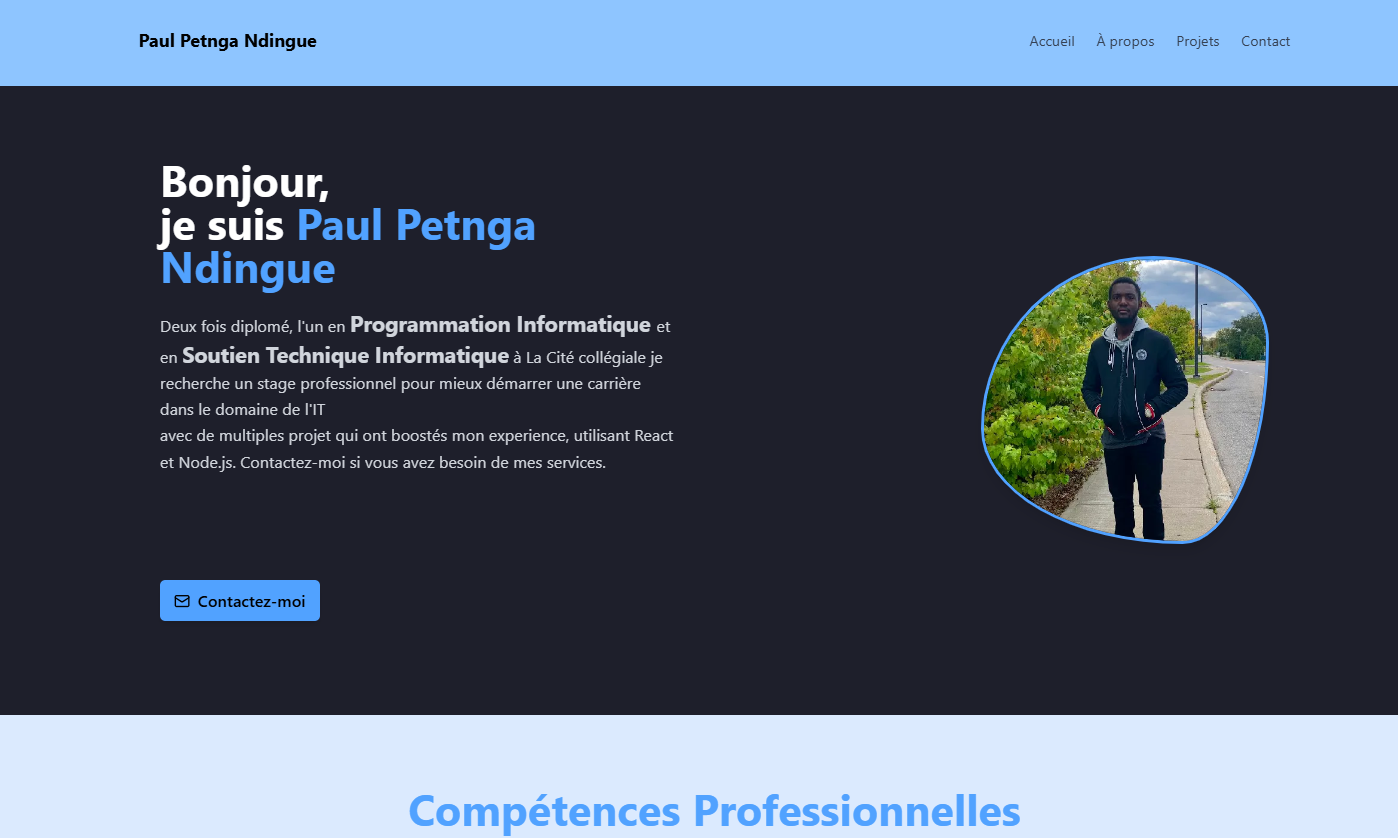 Paul Petnga Ndingue
Accueil À propos Projets Contact
Bonjour,
je suis Paul Petnga
Ndingue
Deux fois diplomé, l'un en Programmation Informatique et
en Soutien Technique Informatique à La Cité collégiale je
recherche un stage professionnel pour mieux démarrer une carrière
dans le domaine de l'IT
avec de multiples projet qui ont boostés mon experience, utilisant React
et Node.js. Contactez-moi si vous avez besoin de mes services.
Contactez-moi
Compétences Professionnelles